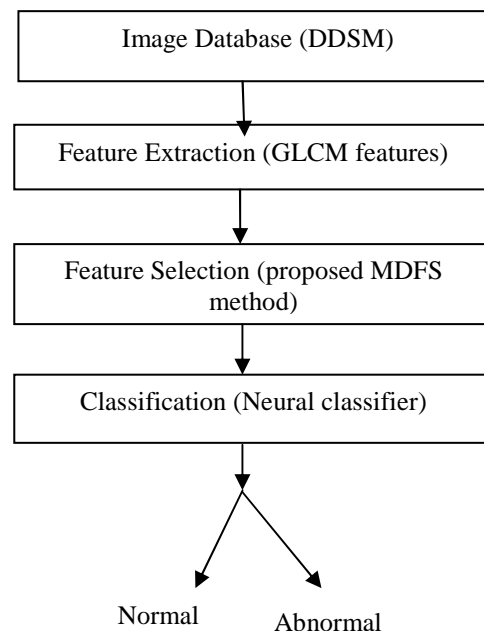 Image Database (DDSM)
Feature Extraction (GLCM features)
Feature Selection (proposed MDFS
method)
Classification (Neural classifier)
Normal
Abnormal